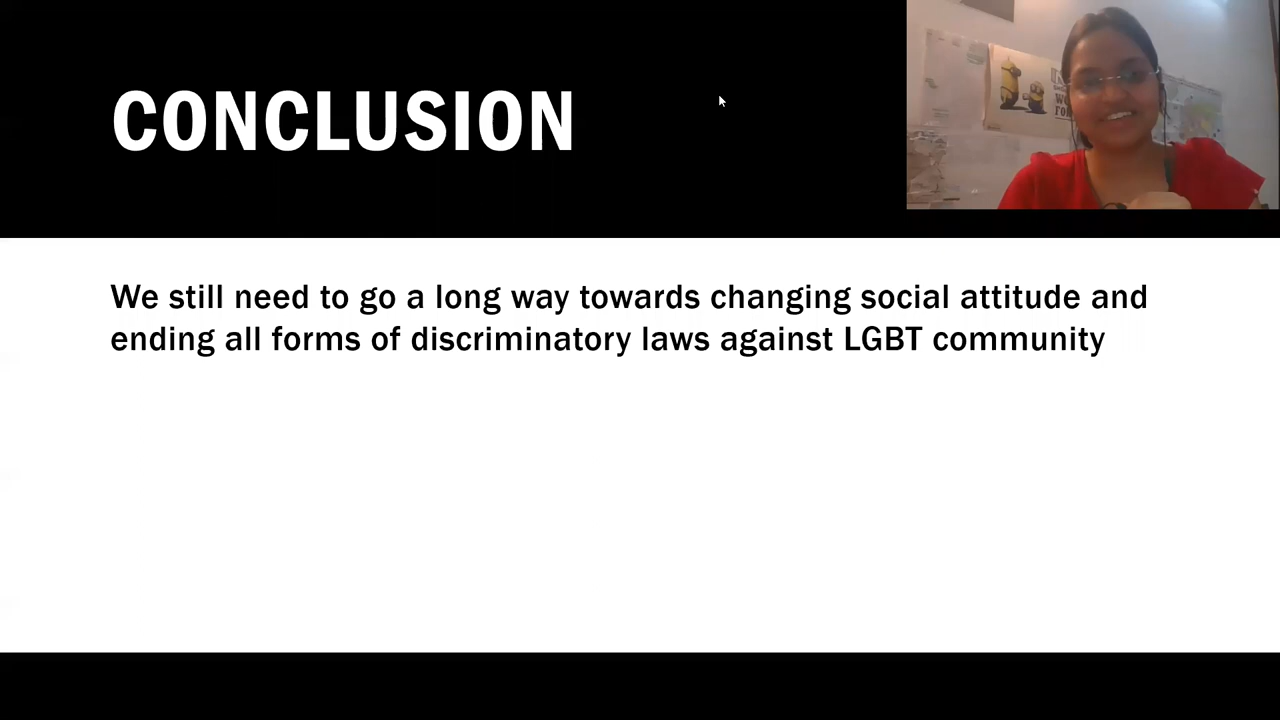 CONCLUSION
We still need to go a long way towards changing social attitude and
ending all forms of discriminatory laws against LGBT community